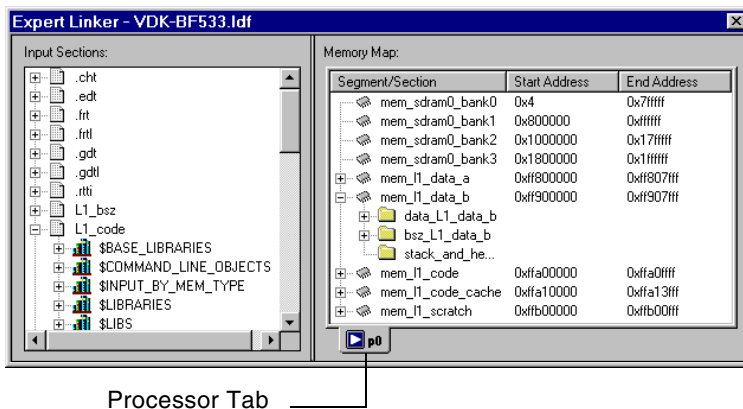 Expert Linker - VDK-BF533.ldf
Input Sections:
.cht
.edt
.frt
.frtl
.gdt
.gdtl
.rtti
L1_bsz
L1_code
$BASE_LIBRARIES
$COMMAND_LINE_OBJECTS
$INPUT_BY_MEM_TYPE
$LIBRARIES
$LIBS
Memory Map:
Segment/Section Start Address End Address
mem_sdram0_bank0 0x4 0x7fffff
mem_sdram0_bank1 0x800000 0xffffff
mem_sdram0_bank2 0x1000000 0x17fffff
mem_sdram0_bank3 0x1800000 0x1ffffff
mem_l1_data_a 0xff800000 0xff807fff
mem_l1_data_b 0xff900000 0xff907fff
data_L1_data_b
bsz_L1_data_b
stack_and_he...
mem_l1_code 0xffa00000 0xffa0ffff
mem_l1_code_cache 0xffa10000 0xffa13fff
mem_l1_scratch 0xffb00000 0xffb00fff
p0
Processor Tab